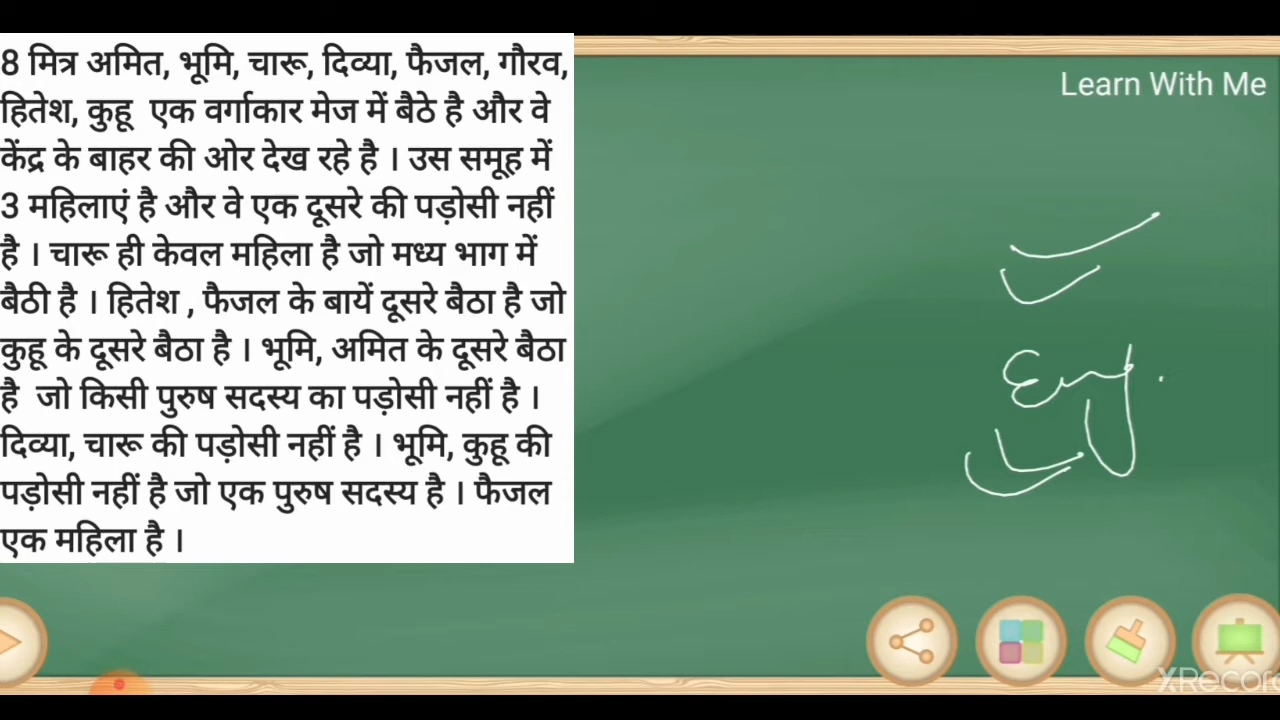 8 मित्र अमित, भूमि, चारू, दिव्या, फैजल, गौरव,
हितेश, कुहू एक वर्गाकार मेज में बैठे है और वे
केंद्र के बाहर की ओर देख रहे है । उस समूह में
3 महिलाएं है और वे एक दूसरे की पड़ोसी नहीं
है । चारू ही केवल महिला है जो मध्य भाग में
बैठी है । हितेश , फैजल के बायें दूसरे बैठा है जो
कुहू के दूसरे बैठा है । भूमि, अमित के दूसरे बैठा
है जो किसी पुरुष सदस्य का पड़ोसी नहीं है ।
दिव्या, चारू की पड़ोसी नहीं है । भूमि, कुहू की
पड़ोसी नहीं है जो एक पुरुष सदस्य है । फैजल
एक महिला है ।
Learn With Me
Eng.
XRecord